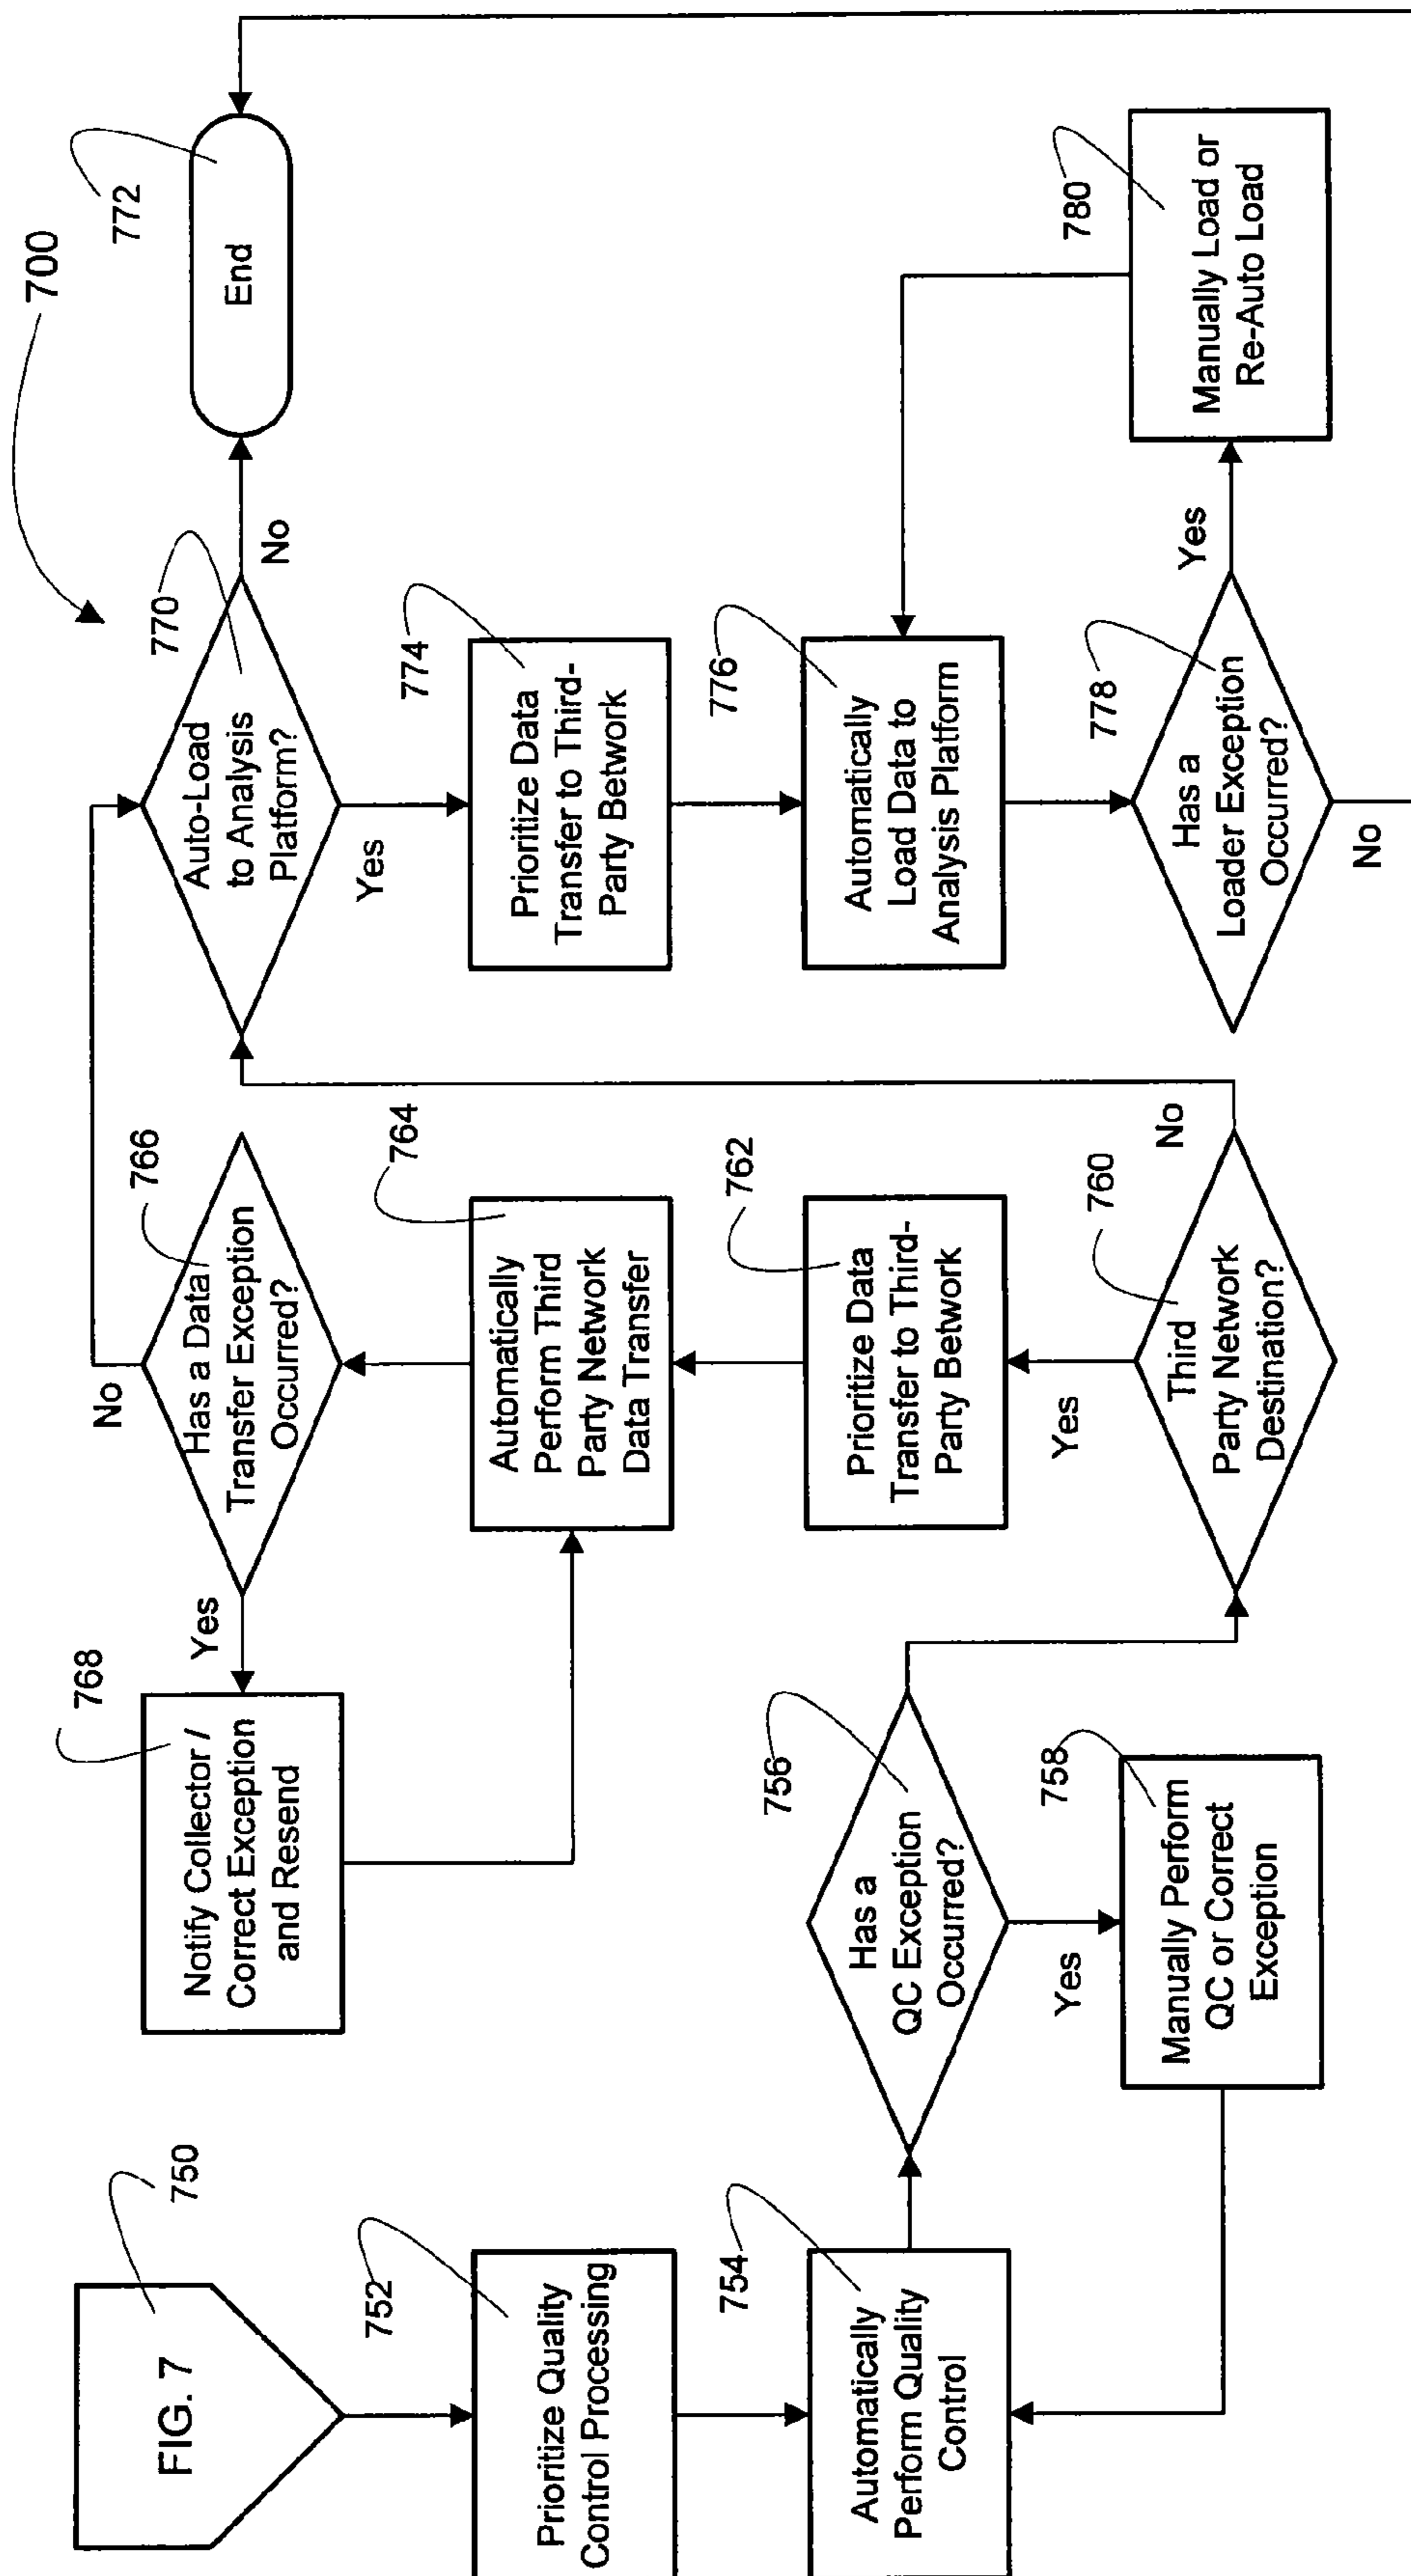 FIG. 7
750
Prioritize Quality
Control Processing
752
Automatically
Perform Quality
Control
754
Has a
QC Exception
Occurred?
756
Yes
Manually Perform
QC or Correct
Exception
758
Third
Party Network
Destination?
760
Yes
No
Prioritize Data
Transfer to Third-
Party Betwork
762
Automatically
Perform Third
Party Network
Data Transfer
764
Has a Data
Transfer Exception
Occurred?
766
Yes
No
Notify Collector /
Correct Exception
and Resend
768
Auto-Load
to Analysis
Platform?
770
No
Yes
End
772
700
Prioritize Data
Transfer to Third-
Party Betwork
774
Automatically
Load Data to
Analysis Platform
776
Has a
Loader Exception
Occurred?
778
Yes
No
Manually Load or
Re-Auto Load
780